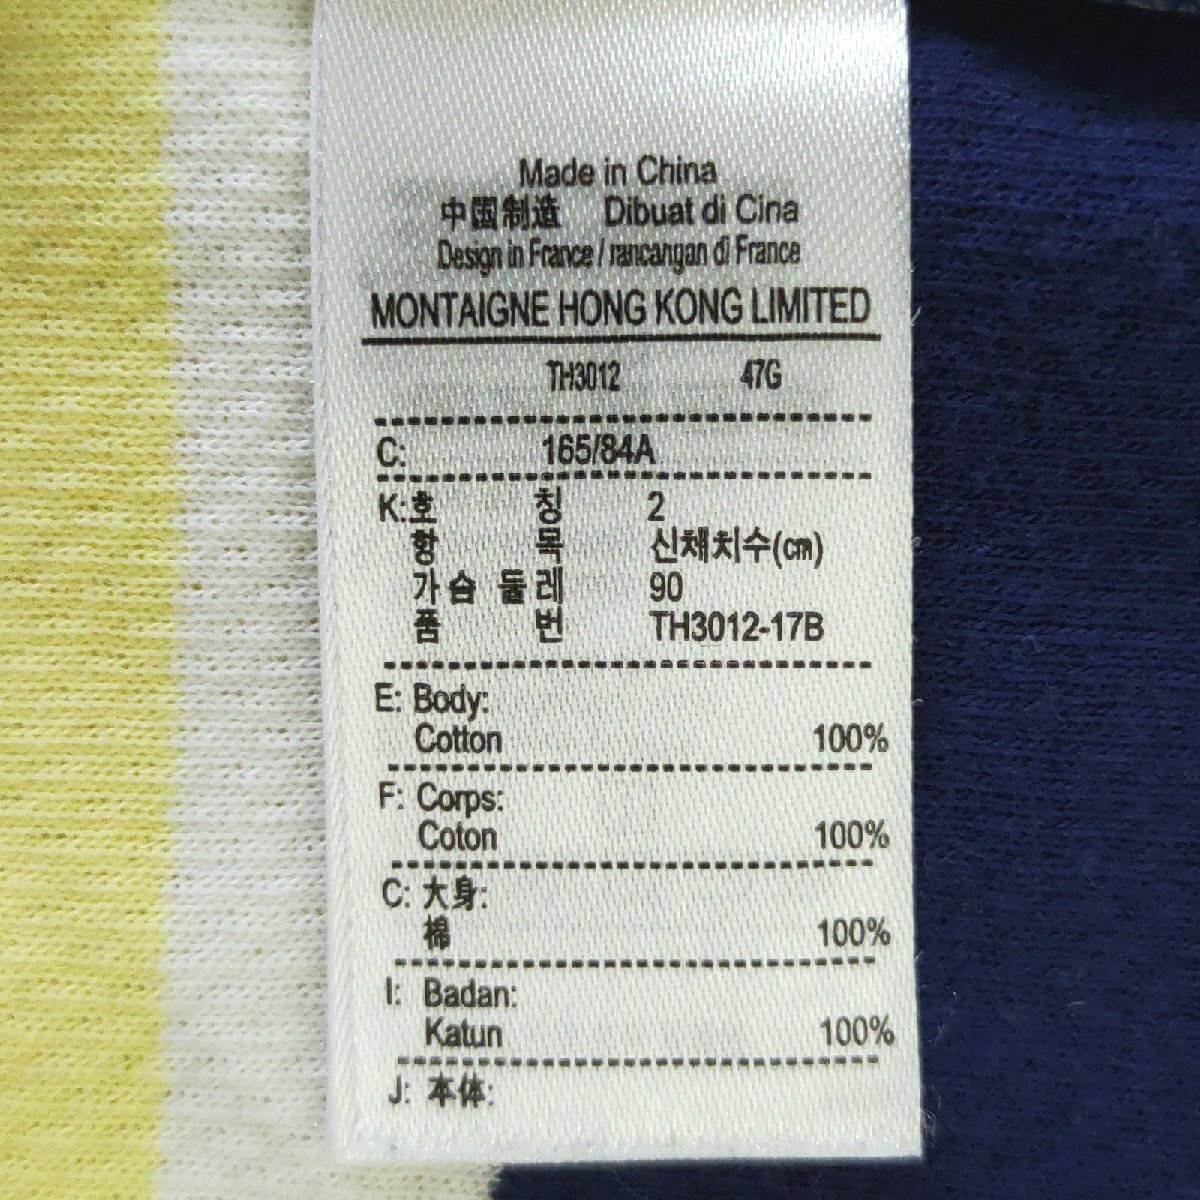 Made in China
中国制造 Dibuat di Cina
Design in France / rancangan di France
MONTAIGNE HONG KONG LIMITED
TH3012 47G
C: 165/84A
K:호 칭 2
항 목 신채치수(cm)
가 슴 둘 레 90
품 번 TH3012-17B
E: Body:
Cotton 100%
F: Corps:
Coton 100%
C: 大身:
棉 100%
I: Badan:
Katun 100%
J: 本体: